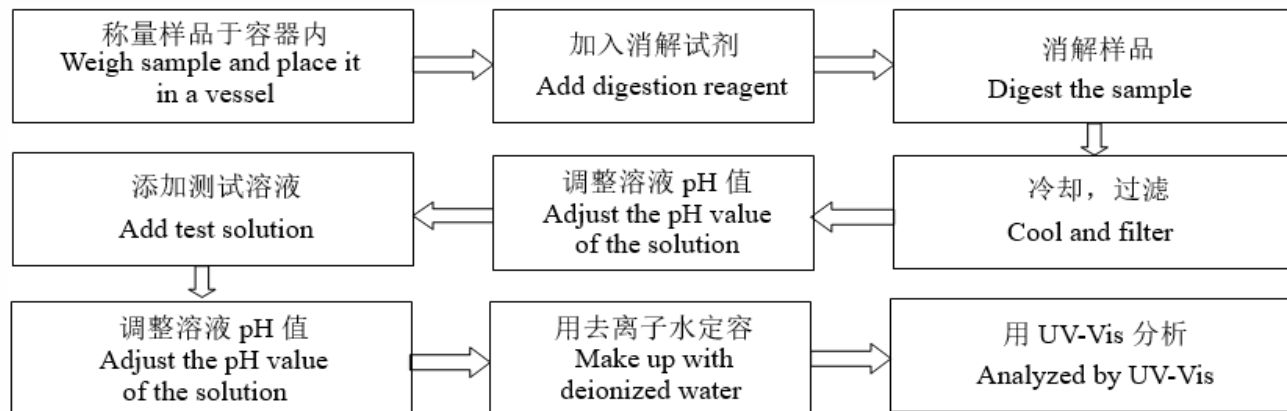 称量样品于容器内
Weigh sample and place it
in a vessel
加入消解试剂
Add digestion reagent
消解样品
Digest the sample
冷却，过滤
Cool and filter
调整溶液 pH 值
Adjust the pH value
of the solution
添加测试溶液
Add test solution
调整溶液 pH 值
Adjust the pH value
of the solution
用去离子水定容
Make up with
deionized water
用 UV-Vis 分析
Analyzed by UV-Vis